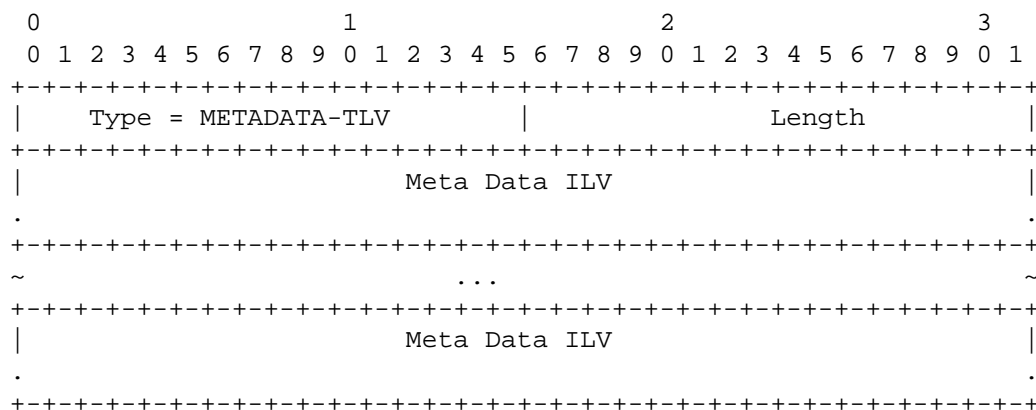 0                   1                   2                   3
 0 1 2 3 4 5 6 7 8 9 0 1 2 3 4 5 6 7 8 9 0 1 2 3 4 5 6 7 8 9 0 1
+-+-+-+-+-+-+-+-+-+-+-+-+-+-+-+-+-+-+-+-+-+-+-+-+-+-+-+-+-+-+-+-+
|    Type = METADATA-TLV        |               Length          |
+-+-+-+-+-+-+-+-+-+-+-+-+-+-+-+-+-+-+-+-+-+-+-+-+-+-+-+-+-+-+-+-+
|                        Meta Data ILV                          |
.                                                               .
+-+-+-+-+-+-+-+-+-+-+-+-+-+-+-+-+-+-+-+-+-+-+-+-+-+-+-+-+-+-+-+-+
~                           ...                                 ~
+-+-+-+-+-+-+-+-+-+-+-+-+-+-+-+-+-+-+-+-+-+-+-+-+-+-+-+-+-+-+-+-+
|                        Meta Data ILV                          |
.                                                               .
+-+-+-+-+-+-+-+-+-+-+-+-+-+-+-+-+-+-+-+-+-+-+-+-+-+-+-+-+-+-+-+-+